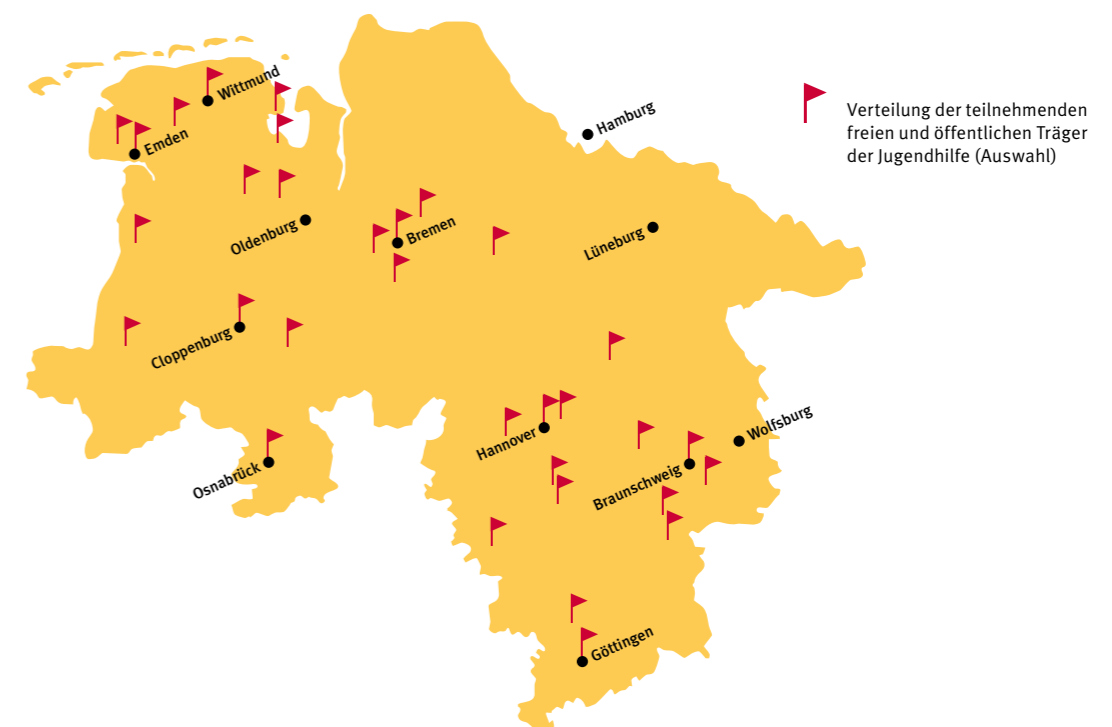 Wittmund
Emden
Hamburg
Verteilung der teilnehmenden
freien und öffentlichen Träger
der Jugendhilfe (Auswahl)
Oldenburg
Bremen
Lüneburg
Cloppenburg
Hannover
Wolfsburg
Osnabrück
Braunschweig
Göttingen